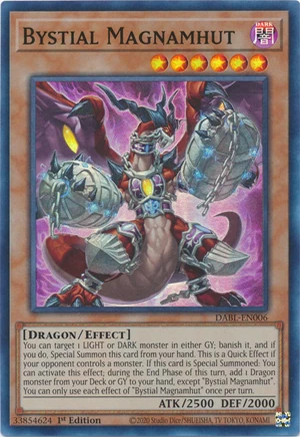 Bystial Magnamhut
DARK
闇
DABL-EN006
[Dragon/Effect]
You can target 1 LIGHT or DARK monster in either GY; banish it, and if
you do, Special Summon this card from your hand. This is a Quick Effect if
your opponent controls a monster. If this card is Special Summoned: You can
activate this effect; during the End Phase of this turn, add 1 Dragon
monster from your Deck or GY to your hand, except "Bystial Magnamhut".
You can only use each effect of "Bystial Magnamhut" once per turn.
ATK/2500 DEF/2000
33854624 1st Edition ©2020 Studio Dice/SHUEISHA, TV TOKYO, KONAMI